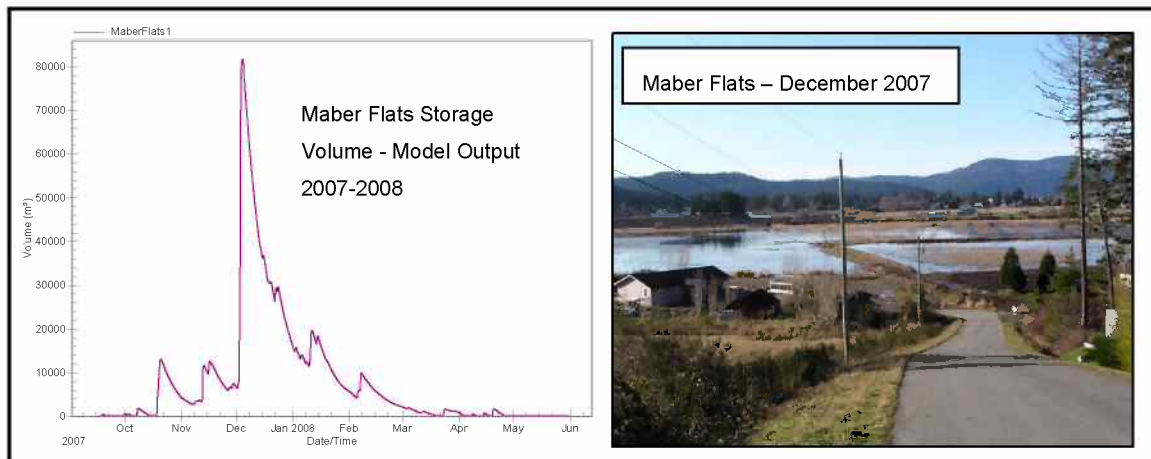 MaberFlats1
80000
70000
60000
50000
40000
30000
20000
10000
0
Volume (m³)
Maber Flats Storage
Volume - Model Output
2007-2008
Oct Nov Dec Jan 2008 Feb Mar Apr May Jun
2007
Date/Time
Maber Flats – December 2007